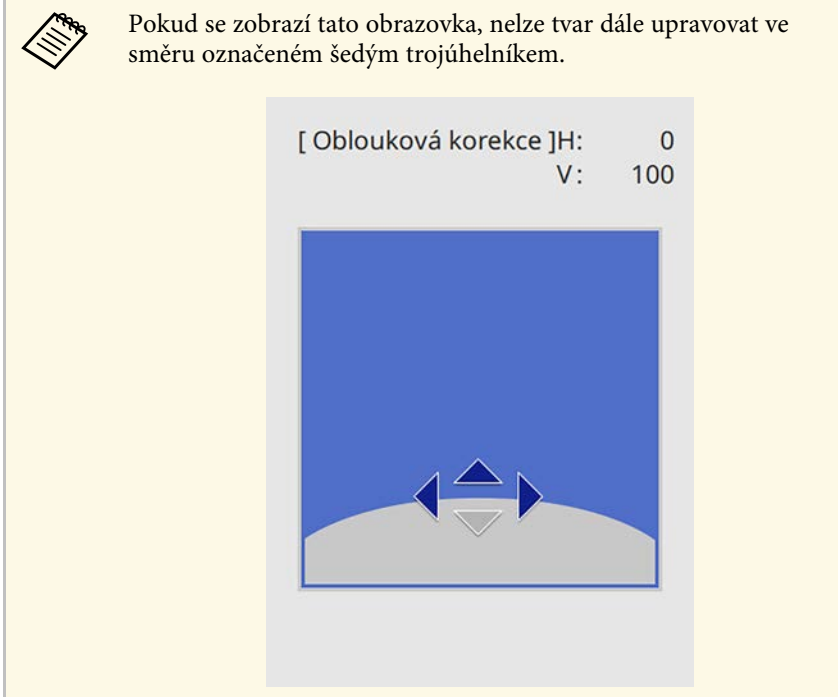 Pokud se zobrazí tato obrazovka, nelze tvar dále upravovat ve
směru označeném šedým trojúhelníkem.
[ Oblouková korekce ]H: 0
V: 100